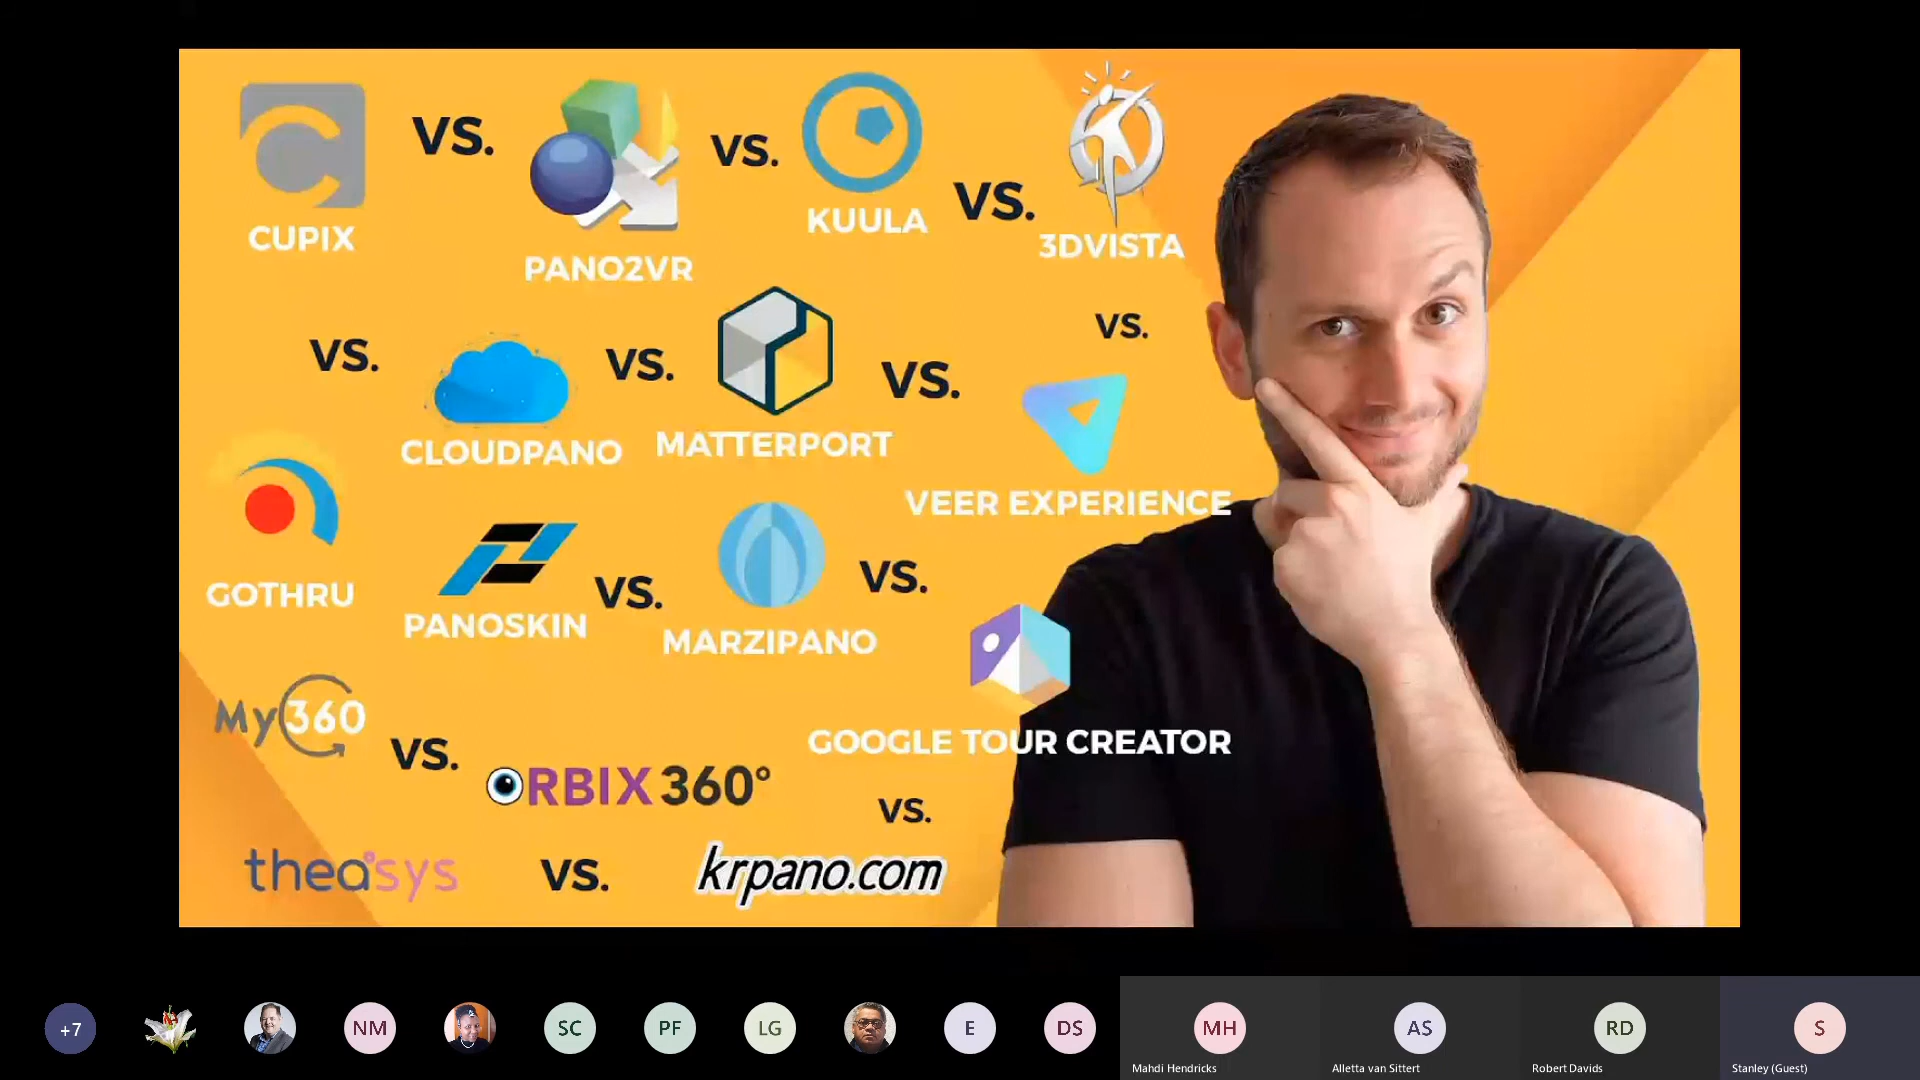 VS.
VS.
VS.
CUPIX
PANO2VR
KUULA
3DVISTA
VS.
VS.
VS.
VS.
CLOUDPANO
MATTERPORT
VEER EXPERIENCE
GOTHRU
PANOSKIN
VS.
MARZIPANO
VS.
My360
VS.
ORBIX 360°
GOOGLE TOUR CREATOR
VS.
theasys
VS.
krpano.com
+7
NM
SC
PF
LG
E
DS
MH
AS
RD
S
Mahdi Hendricks
Alletta van Sittert
Robert Davids
Stanley (Guest)